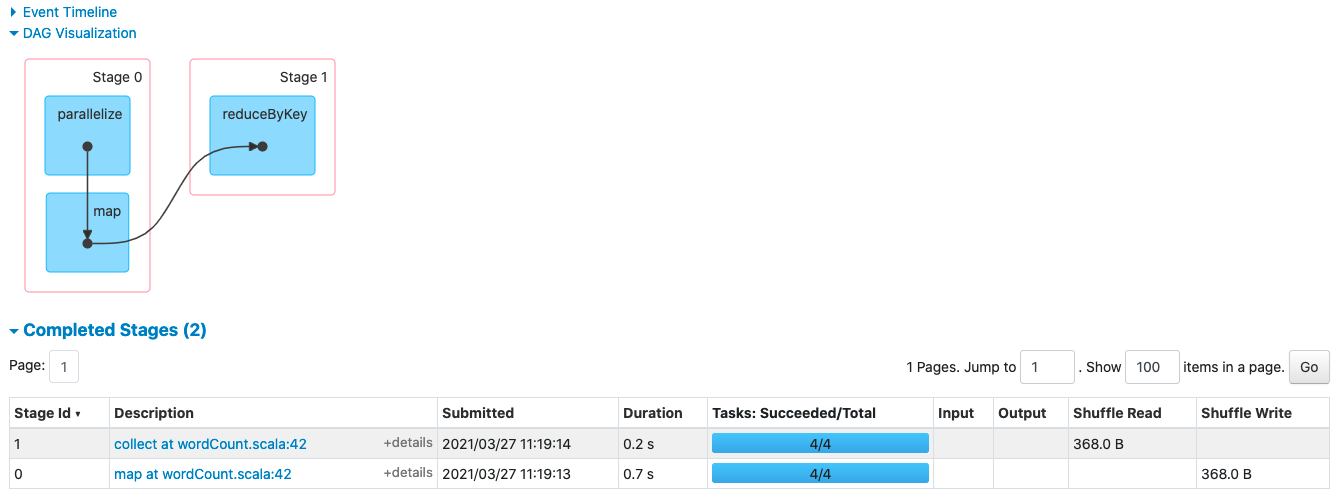 Event Timeline
DAG Visualization
Stage 0
Stage 1
parallelize
reduceByKey
map
Completed Stages (2)
Page: 1
1 Pages. Jump to 1 . Show 100 items in a page. Go
Stage Id Description Submitted Duration Tasks: Succeeded/Total Input Output Shuffle Read Shuffle Write
1 collect at wordCount.scala:42 +details 2021/03/27 11:19:14 0.2 s 4/4 368.0 B
0 map at wordCount.scala:42 +details 2021/03/27 11:19:13 0.7 s 4/4 368.0 B